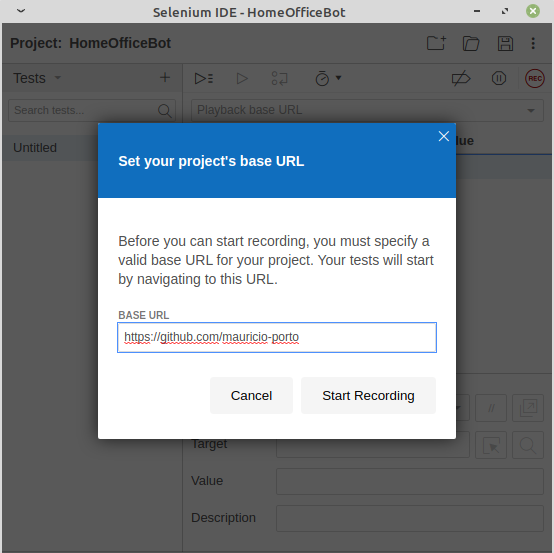 Selenium IDE - HomeOfficeBot
Project: HomeOfficeBot
Tests
Search tests...
Untitled
REC
Playback base URL
lue
Set your project's base URL
Before you can start recording, you must specify a
valid base URL for your project. Your tests will start
by navigating to this URL.
BASE URL
https://github.com/mauricio-porto
Cancel
Start Recording
//
Target
Value
Description